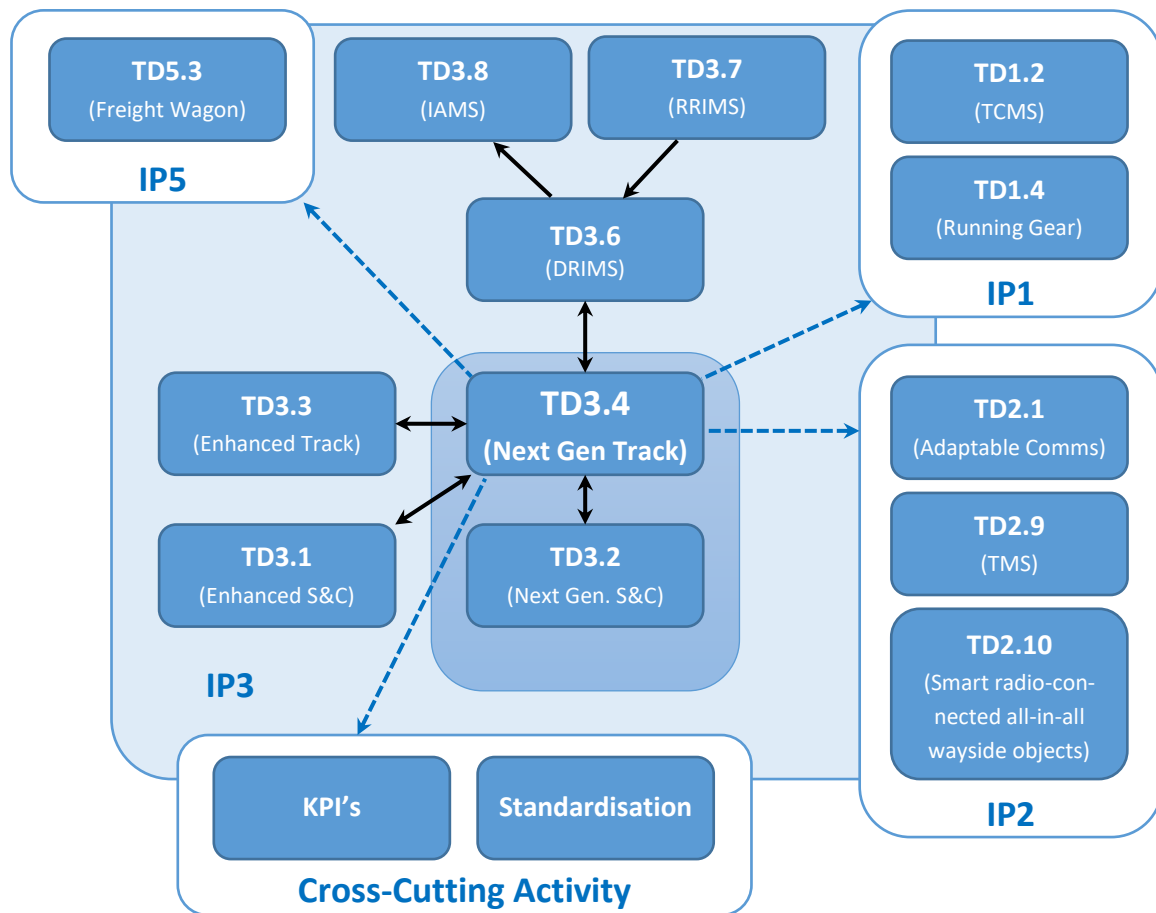 TD5.3
(Freight Wagon)
IP5
TD3.8
(IAMS)
TD3.7
(RRIMS)
TD1.2
(TCMS)
TD1.4
(Running Gear)
IP1
TD3.6
(DRIMS)
TD3.3
(Enhanced Track)
TD3.4
(Next Gen Track)
TD3.1
(Enhanced S&C)
TD3.2
(Next Gen. S&C)
IP3
TD2.1
(Adaptable Comms)
TD2.9
(TMS)
TD2.10
(Smart radio-con-
nected all-in-all
wayside objects)
IP2
KPI's
Standardisation
Cross-Cutting Activity